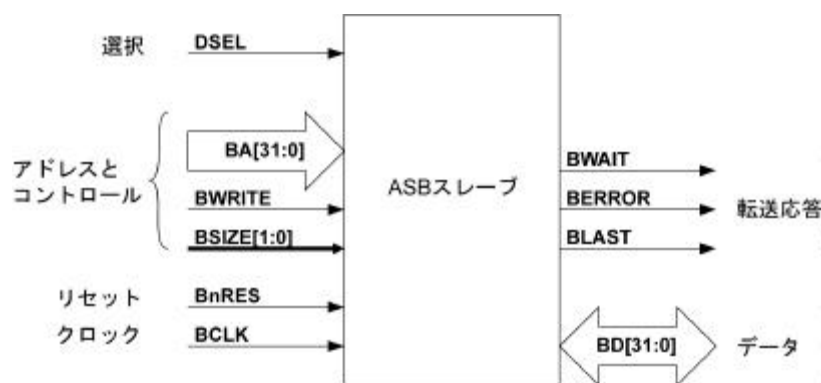 選択
DSEL
アドレスと
コントロール
BA[31:0]
BWRITE
BSIZE[1:0]
リセット
BnRES
クロック
BCLK
ASBスレーブ
BWAIT
BERROR
BLAST
転送応答
BD[31:0]
データ